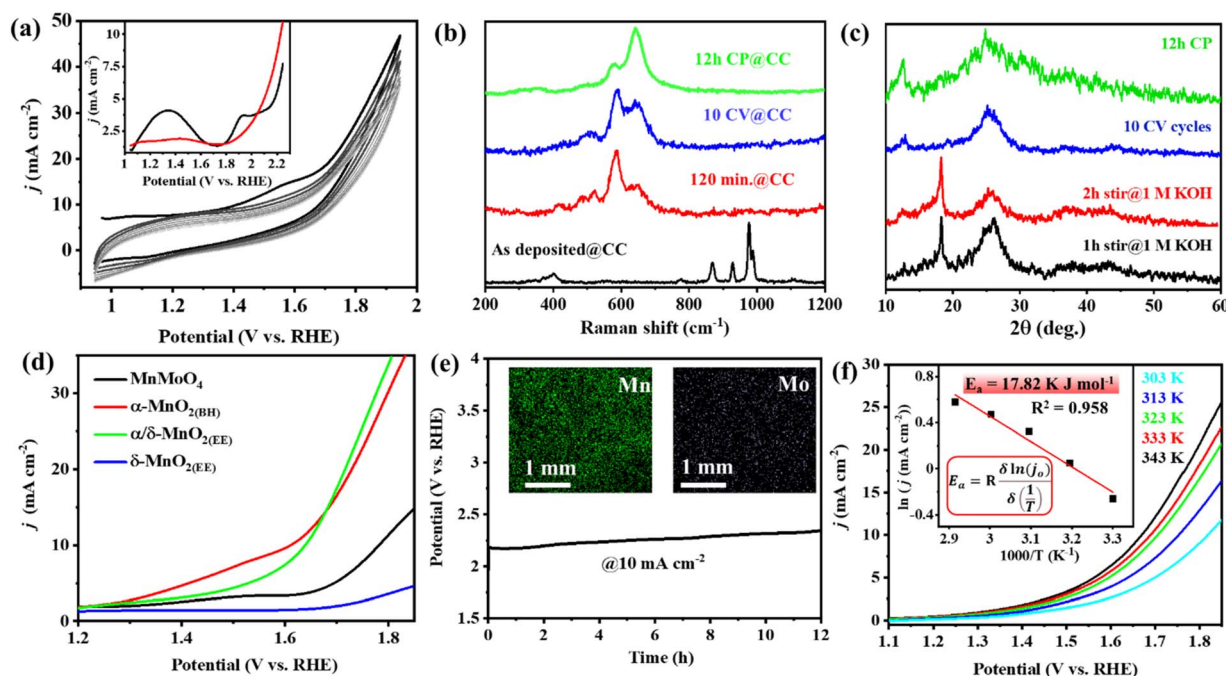 (a)
50
40
30
20
10
0
j (mA cm-2)
1
1.2
1.4
1.6
1.8
2
Potential (V vs. RHE)
10
7.5
5
2.5
j (mA cm-2)
1
1.2
1.4
1.6
1.8
2
2.2
Potential (V vs. RHE)
(b)
12h CP@CC
10 CV@CC
120 min.@CC
As deposited@CC
200
400
600
800
1000
1200
Raman shift (cm-1)
(c)
12h CP
10 CV cycles
2h stir@1 M KOH
1h stir@1 M KOH
10
20
30
40
50
60
2θ (deg.)
(d)
30
20
10
0
j (mA cm-2)
MnMoO4
α-MnO2(BH)
α/δ-MnO2(EE)
δ-MnO2(EE)
1.2
1.4
1.6
1.8
Potential (V vs. RHE)
(e)
4
3.5
3
2.5
2
1.5
Potential (V vs. RHE)
Mn
1 mm
Mo
1 mm
@10 mA cm-2
0
2
4
6
8
10
12
Time (h)
(f)
30
25
20
15
10
5
0
j (mA cm-2)
Ea = 17.82 K J mol-1
R2 = 0.958
Ea = R δ ln(jo) / δ (1/T)
0.8
0.4
0
-0.4
ln (j (mA cm-2))
2.9
3
3.1
3.2
3.3
1000/T (K-1)
303 K
313 K
323 K
333 K
343 K
1.1
1.2
1.3
1.4
1.5
1.6
1.7
1.8
Potential (V vs. RHE)